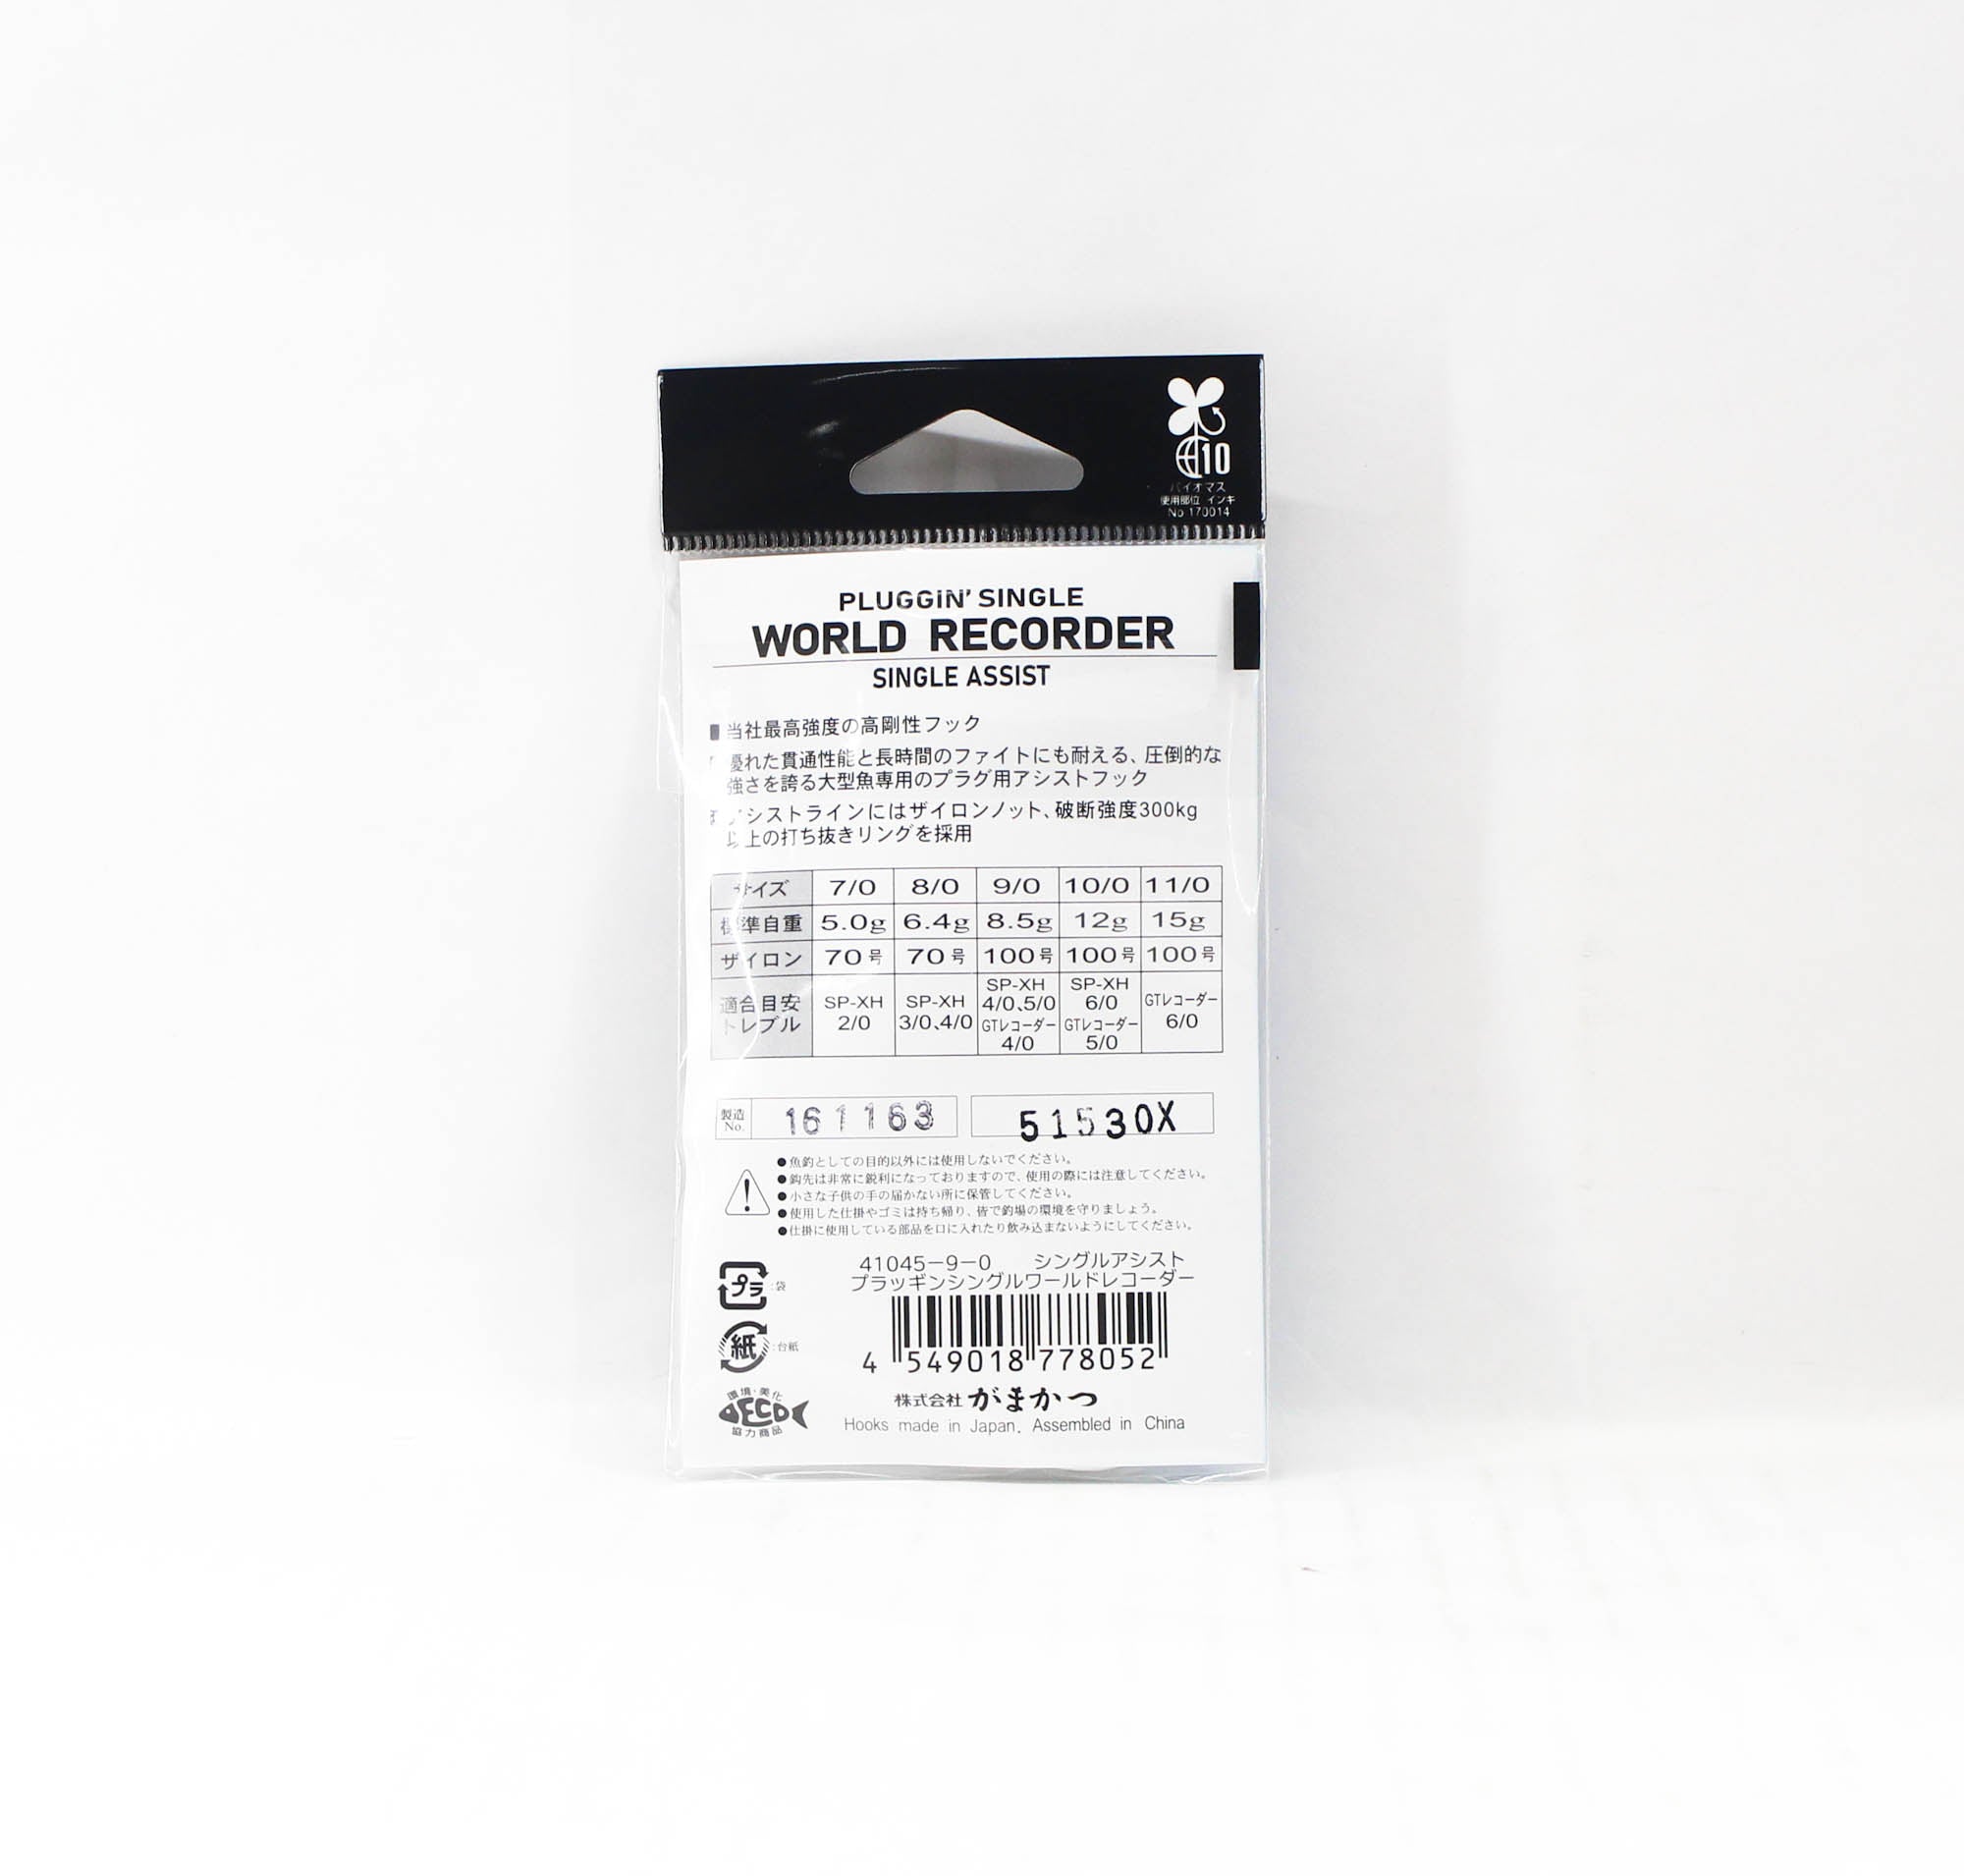 10
バイオマス
使用部位 インキ
No 170014
PLUGGIN' SINGLE
WORLD RECORDER
SINGLE ASSIST
■当社最高強度の高剛性フック
優れた貫通性能と長時間のファイトにも耐える、圧倒的な
強さを誇る大型魚専用のプラグ用アシストフック
アシストラインにはザイロンノット、破断強度300kg
以上の打ち抜きリングを採用
サイズ 7/0 8/0 9/0 10/0 11/0
標準自重 5.0g 6.4g 8.5g 12g 15g
ザイロン 70号 70号 100号 100号 100号
適合目安トレブル SP-XH 2/0 SP-XH 3/0、4/0 SP-XH 4/0、5/0 GTレコーダー 4/0 SP-XH 6/0 GTレコーダー 5/0 GTレコーダー 6/0
製造No. 161163 51530X
●魚釣としての目的以外には使用しないでください。
●鈎先は非常に鋭利になっておりますので、使用の際には注意してください。
●小さな子供の手の届かない所に保管してください。
●使用した仕掛やゴミは持ち帰り、皆で釣場の環境を守りましょう。
●仕掛に使用している部品を口に入れたり飲み込まないようにしてください。
41045-9-0 シングルアシスト
プラッギンシングルワールドレコーダー
プラ :袋
紙 :台紙
4 549018 778052
環境・美化
ECO
協力商品
株式会社 がまかつ
Hooks made in Japan. Assembled in China